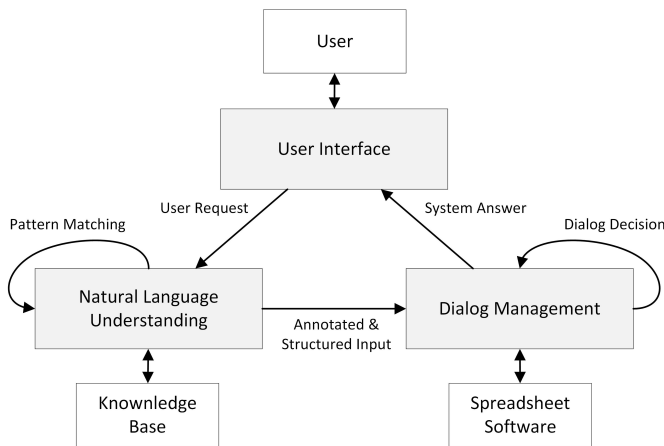 User
User Interface
User Request
System Answer
Pattern Matching
Dialog Decision
Natural Language
Understanding
Annotated &
Structured Input
Dialog Management
Knownledge
Base
Spreadsheet
Software